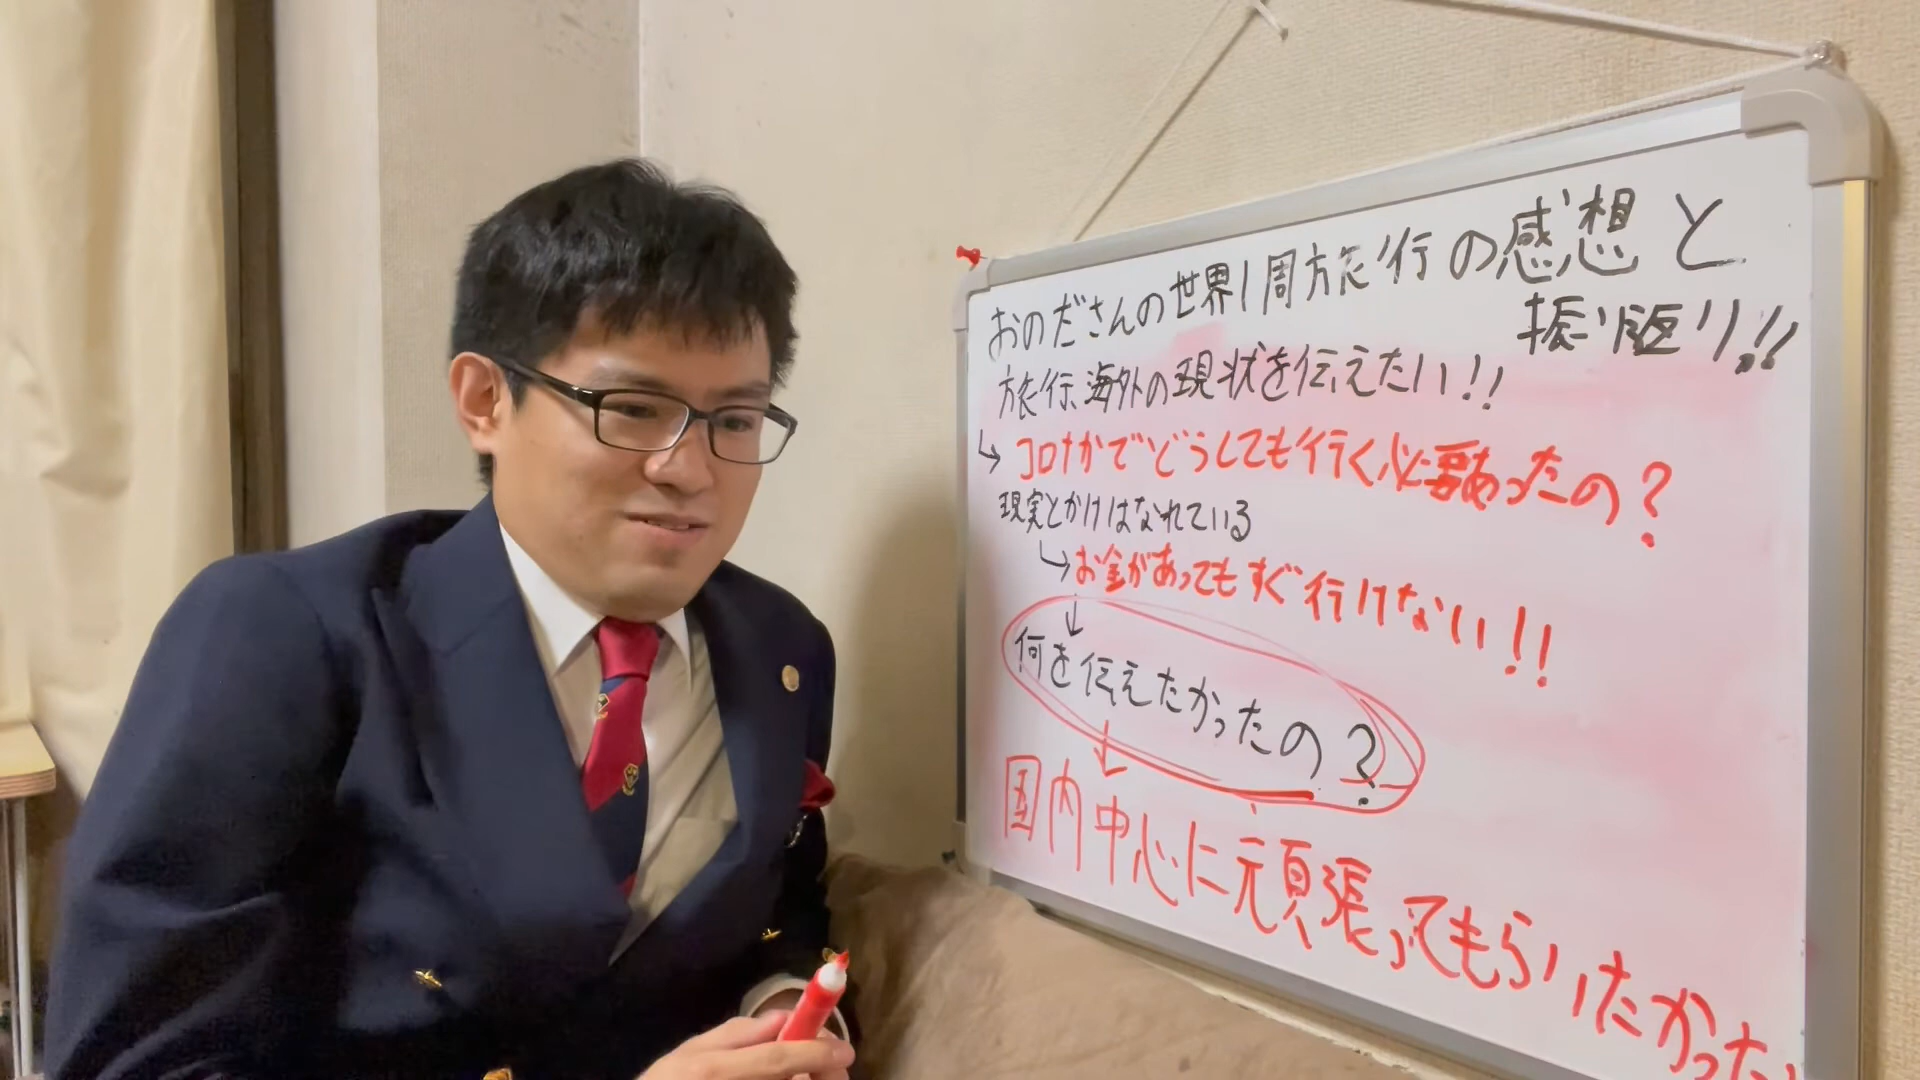 おのださんの世界1周旅行の感想と
振り返り!!
旅行、海外の現状を伝えたい!!
↳コロナかでどうしても行く必要あったの?
現実とかけはなれている
↳お金があってもすぐ行けない!!
↓
何を伝えたかったの?
↓
国内中心に頑張ってもらいたかった